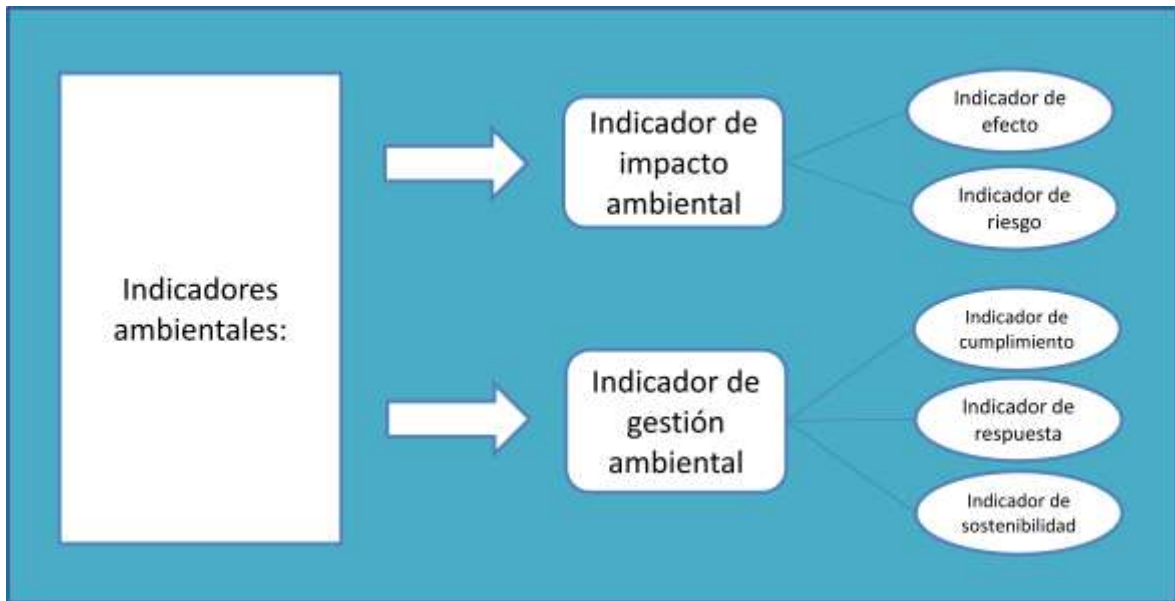 Indicadores
ambientales:
Indicador de
impacto
ambiental
Indicador de
efecto
Indicador de
riesgo
Indicador de
gestión
ambiental
Indicador de
cumplimiento
Indicador de
respuesta
Indicador de
sostenibilidad